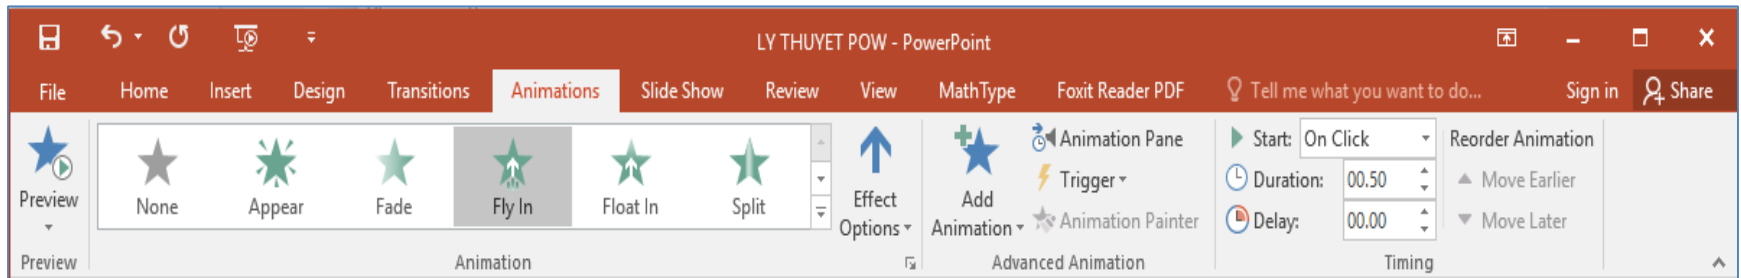 LY THUYET POW - PowerPoint
File Home Insert Design Transitions Animations Slide Show Review View MathType Foxit Reader PDF Tell me what you want to do... Sign in Share
Preview
None Appear Fade Fly In Float In Split
Effect
Options
Add
Animation
Animation Pane
Trigger
Animation Painter
Start: On Click
Duration: 00.50
Delay: 00.00
Reorder Animation
Move Earlier
Move Later
Preview Animation Advanced Animation Timing